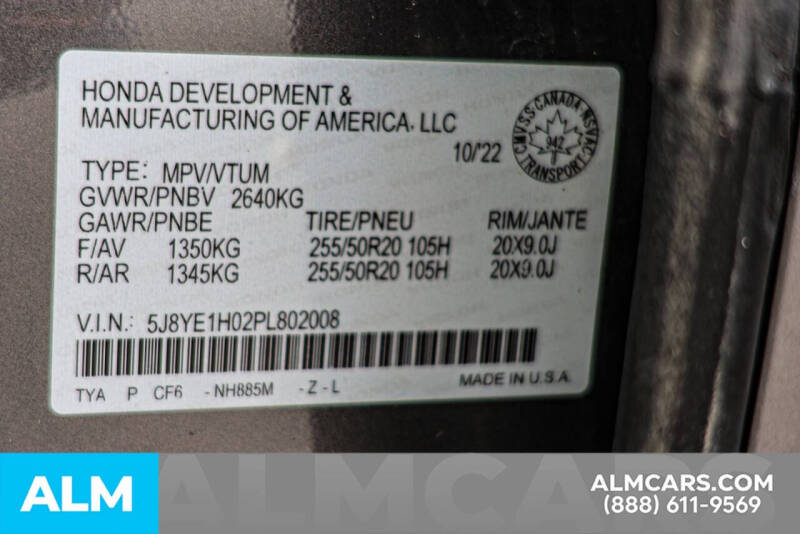 HONDA DEVELOPMENT &
MANUFACTURING OF AMERICA, LLC
10/'22
CMVSS·CANADA·NSVAC
942
TRANSPORT
TYPE: MPV/VTUM
GVWR/PNBV 2640KG
GAWR/PNBE TIRE/PNEU RIM/JANTE
F/AV 1350KG 255/50R20 105H 20X9.0J
R/AR 1345KG 255/50R20 105H 20X9.0J
V.I.N.: 5J8YE1H02PL802008
TYA P CF6 - NH885M - Z - L MADE IN U.S.A.
ALM
ALMCARS
ALMCARS.COM
(888) 611-9569